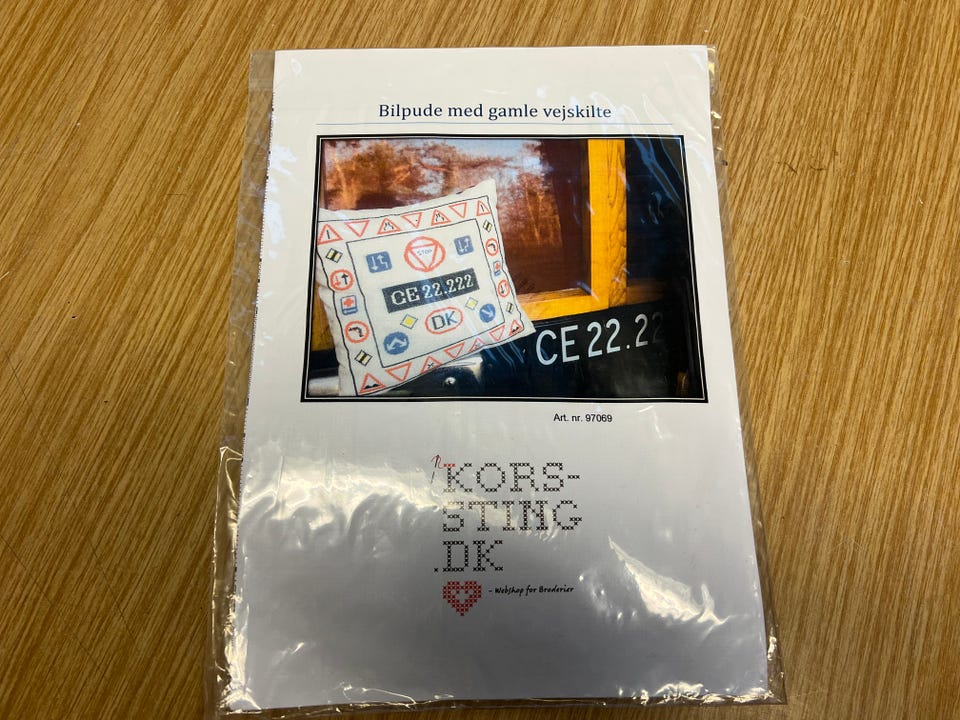 Bilpude med gamle vejskilte
STOP
CE 22.222
DK
CE 22.22
Art. nr. 97069
KORS-
STING
.DK
- Webshop for Broderier